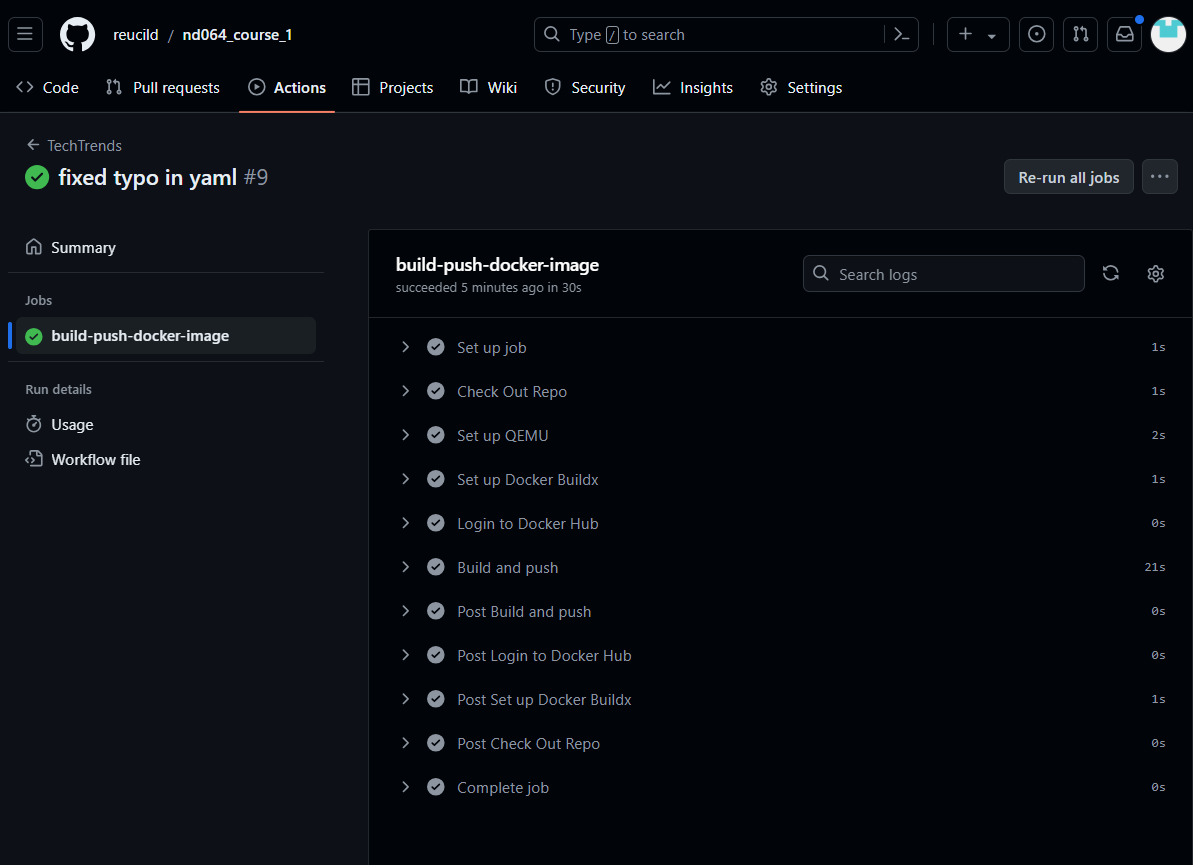 reucild / nd064_course_1
Type / to search
Code
Pull requests
Actions
Projects
Wiki
Security
Insights
Settings
TechTrends
fixed typo in yaml #9
Re-run all jobs
Summary
Jobs
build-push-docker-image
Run details
Usage
Workflow file
build-push-docker-image
succeeded 5 minutes ago in 30s
Search logs
Set up job 1s
Check Out Repo 1s
Set up QEMU 2s
Set up Docker Buildx 1s
Login to Docker Hub 0s
Build and push 21s
Post Build and push 0s
Post Login to Docker Hub 0s
Post Set up Docker Buildx 1s
Post Check Out Repo 0s
Complete job 0s